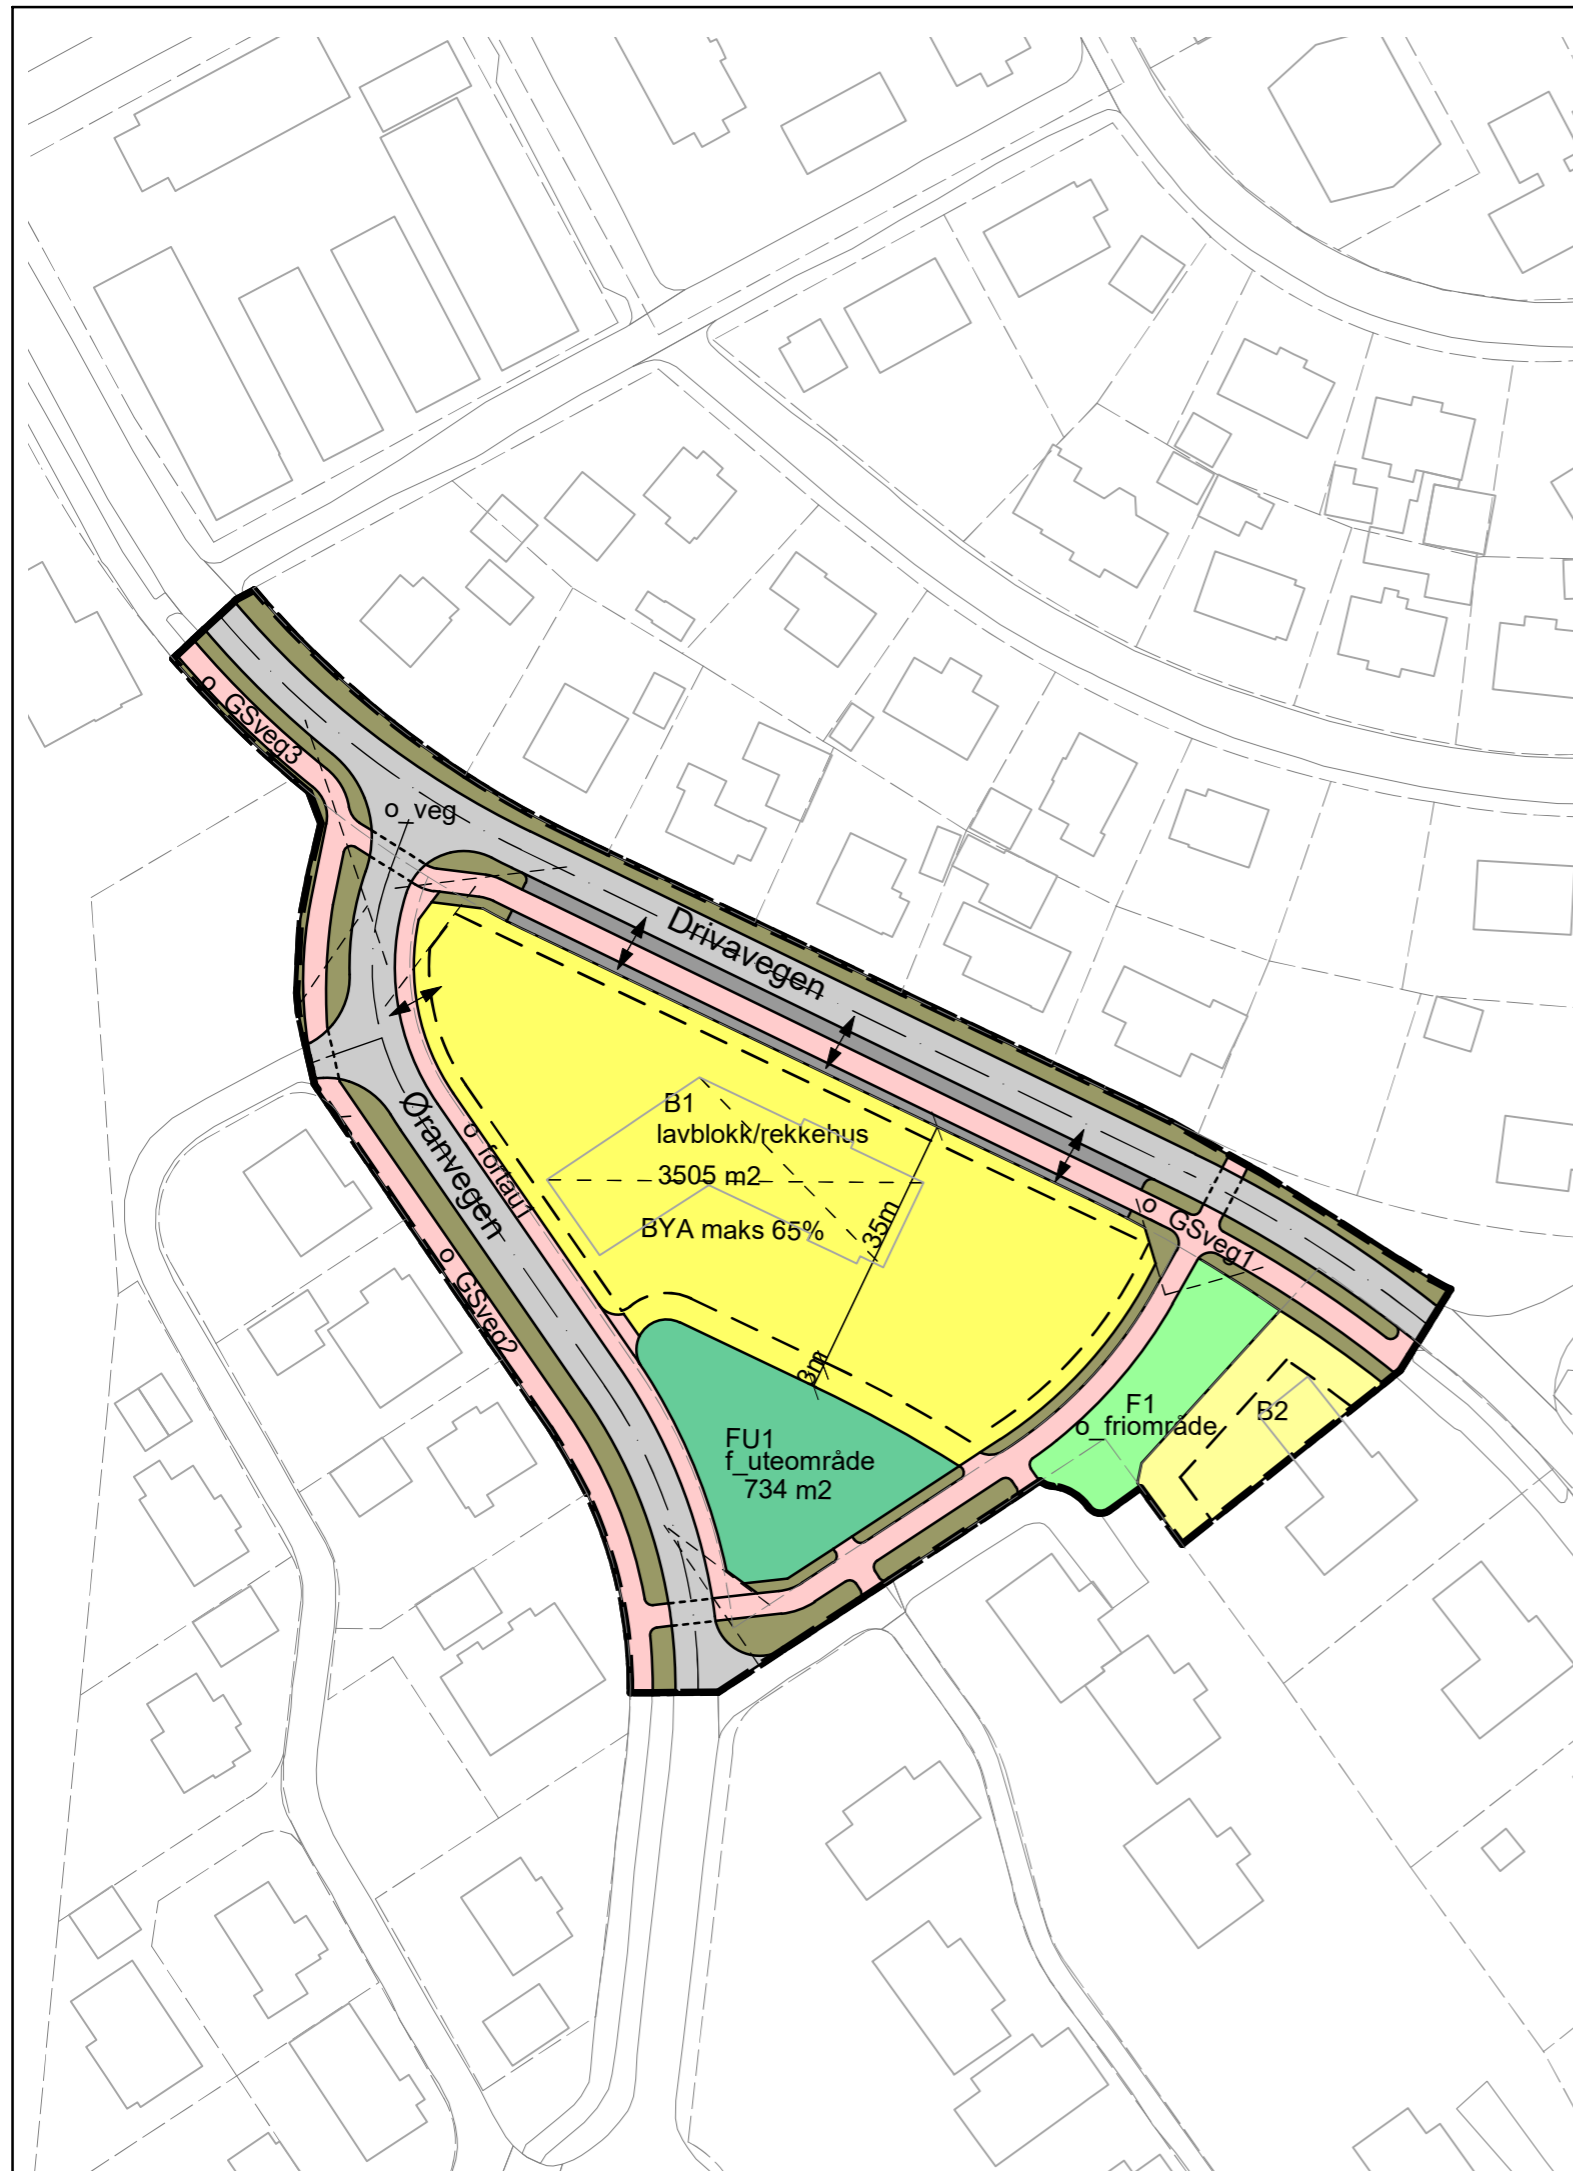 o_GSveg3
o_veg
Drivavegen
B1
lavblokk/rekkehus
3505 m2
BYA maks 65%
35m
Øranvegen
o_fortau1
o_GSveg1
o_GSveg2
3m
F1
o_friområde
B2
FU1
f_uteområde
734 m2